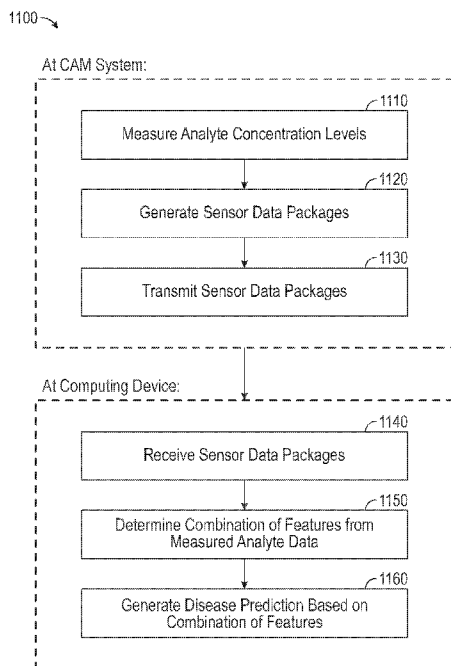 1100
At CAM System:
1110
Measure Analyte Concentration Levels
1120
Generate Sensor Data Packages
1130
Transmit Sensor Data Packages
At Computing Device:
1140
Receive Sensor Data Packages
1150
Determine Combination of Features from
Measured Analyte Data
1160
Generate Disease Prediction Based on
Combination of Features